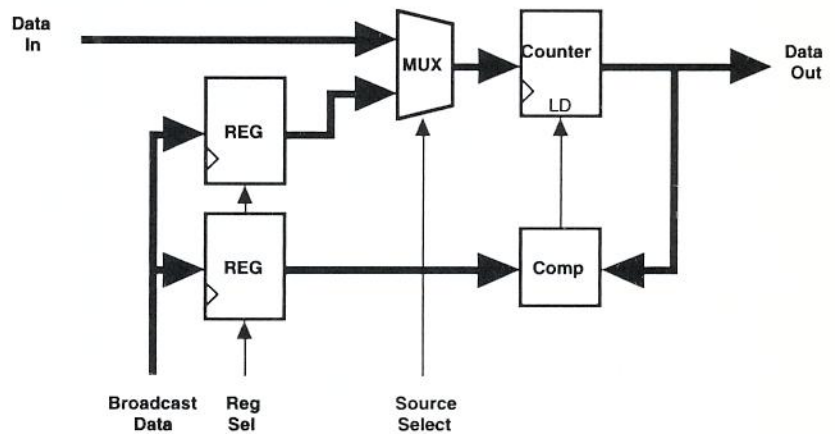 Data
In
MUX
Counter
LD
Data
Out
REG
REG
Comp
Broadcast
Data
Reg
Sel
Source
Select